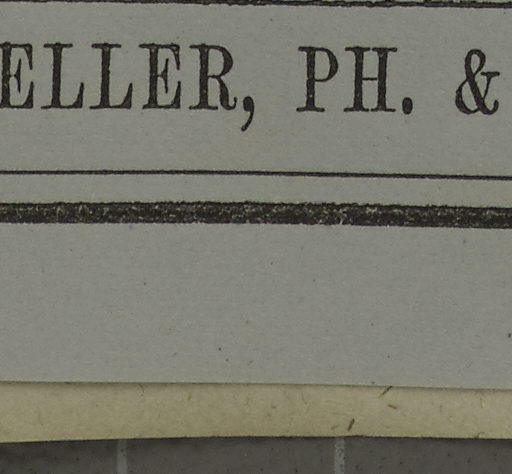 ELLER, PH. &